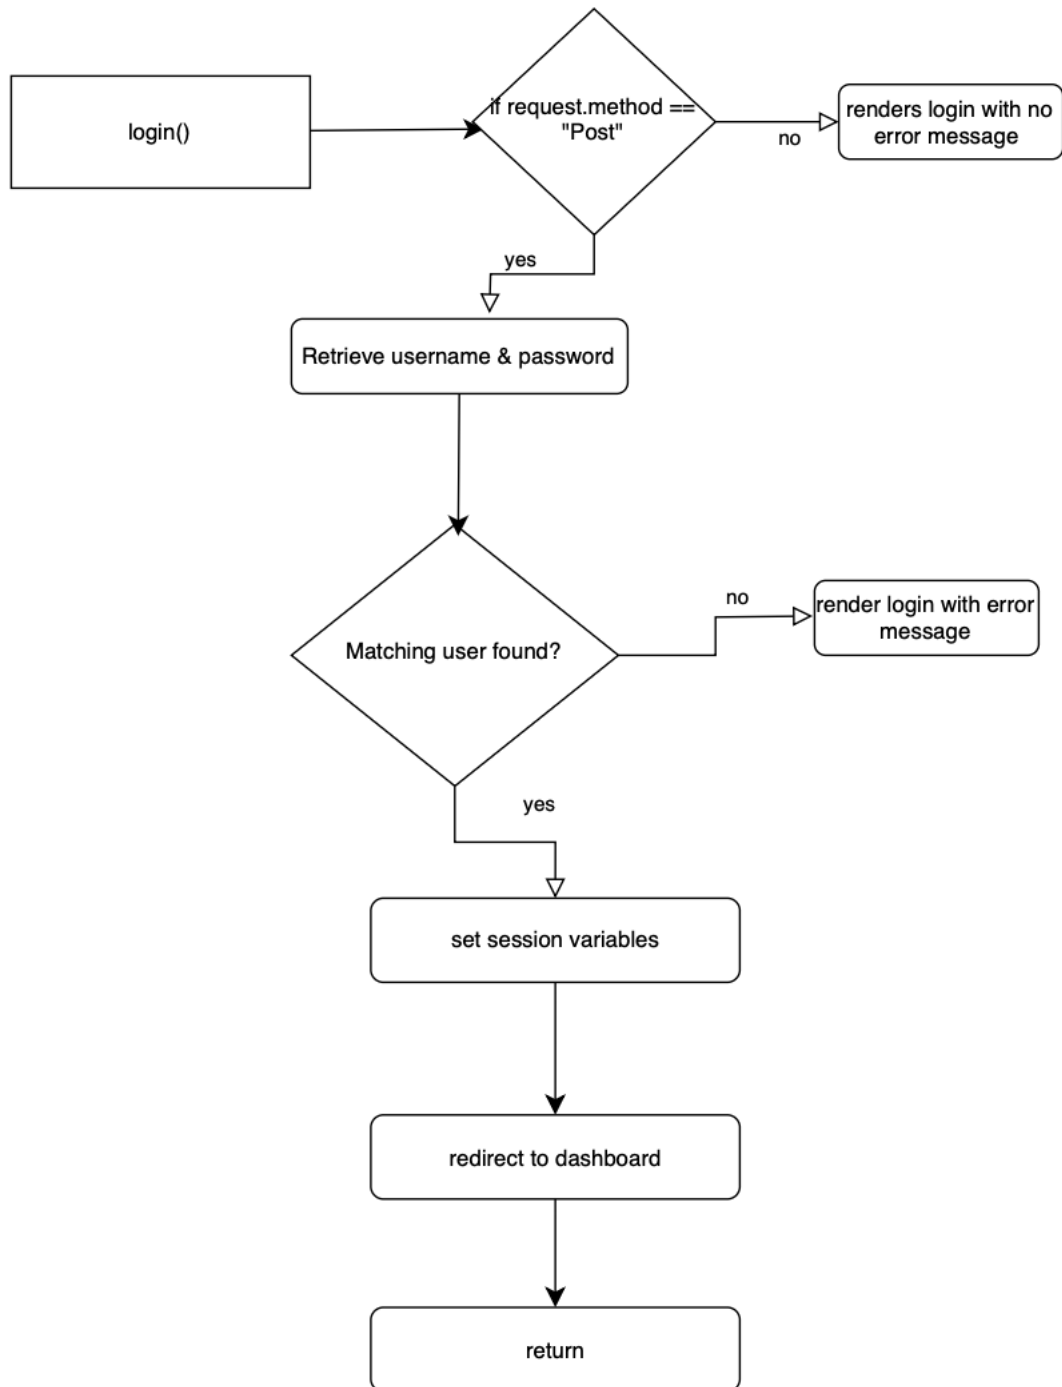 login()
if request.method ==
"Post"
no
renders login with no
error message
yes
Retrieve username & password
Matching user found?
no
render login with error
message
yes
set session variables
redirect to dashboard
return